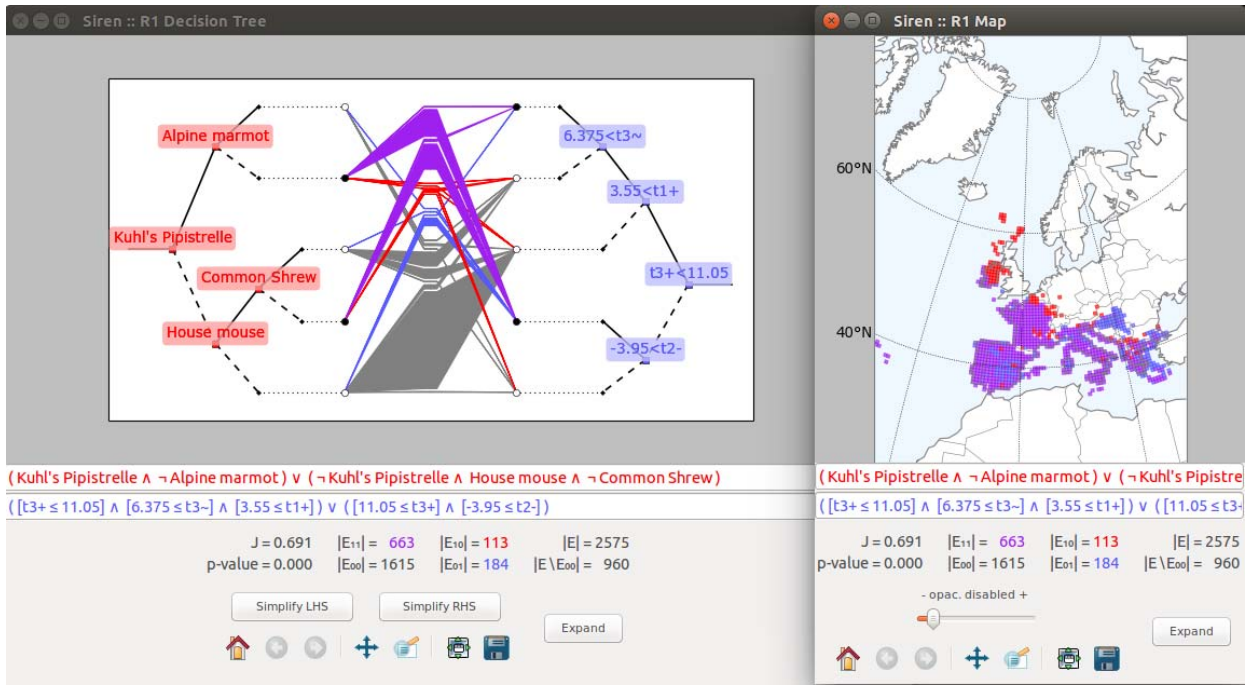 Siren :: R1 Decision Tree
Alpine marmot
6.375<t3~
3.55<t1+
Kuhl's Pipistrelle
Common Shrew
t3+<11.05
House mouse
-3.95<t2-
( Kuhl's Pipistrelle ∧ ¬ Alpine marmot ) ∨ ( ¬ Kuhl's Pipistrelle ∧ House mouse ∧ ¬ Common Shrew )
( [t3+ ≤ 11.05] ∧ [6.375 ≤ t3~] ∧ [3.55 ≤ t1+] ) ∨ ( [11.05 ≤ t3+] ∧ [-3.95 ≤ t2-] )
J = 0.691 |E₁₁| = 663 |E₁₀| = 113 |E| = 2575
p-value = 0.000 |E₀₀| = 1615 |E₀₁| = 184 |E\E₀₀| = 960
Simplify LHS Simplify RHS
Expand
Siren :: R1 Map
60°N
40°N
( Kuhl's Pipistrelle ∧ ¬ Alpine marmot ) ∨ ( ¬ Kuhl's Pipistre
( [t3+ ≤ 11.05] ∧ [6.375 ≤ t3~] ∧ [3.55 ≤ t1+] ) ∨ ( [11.05 ≤ t3+
J = 0.691 |E₁₁| = 663 |E₁₀| = 113 |E| = 2575
p-value = 0.000 |E₀₀| = 1615 |E₀₁| = 184 |E\E₀₀| = 960
- opac. disabled +
Expand